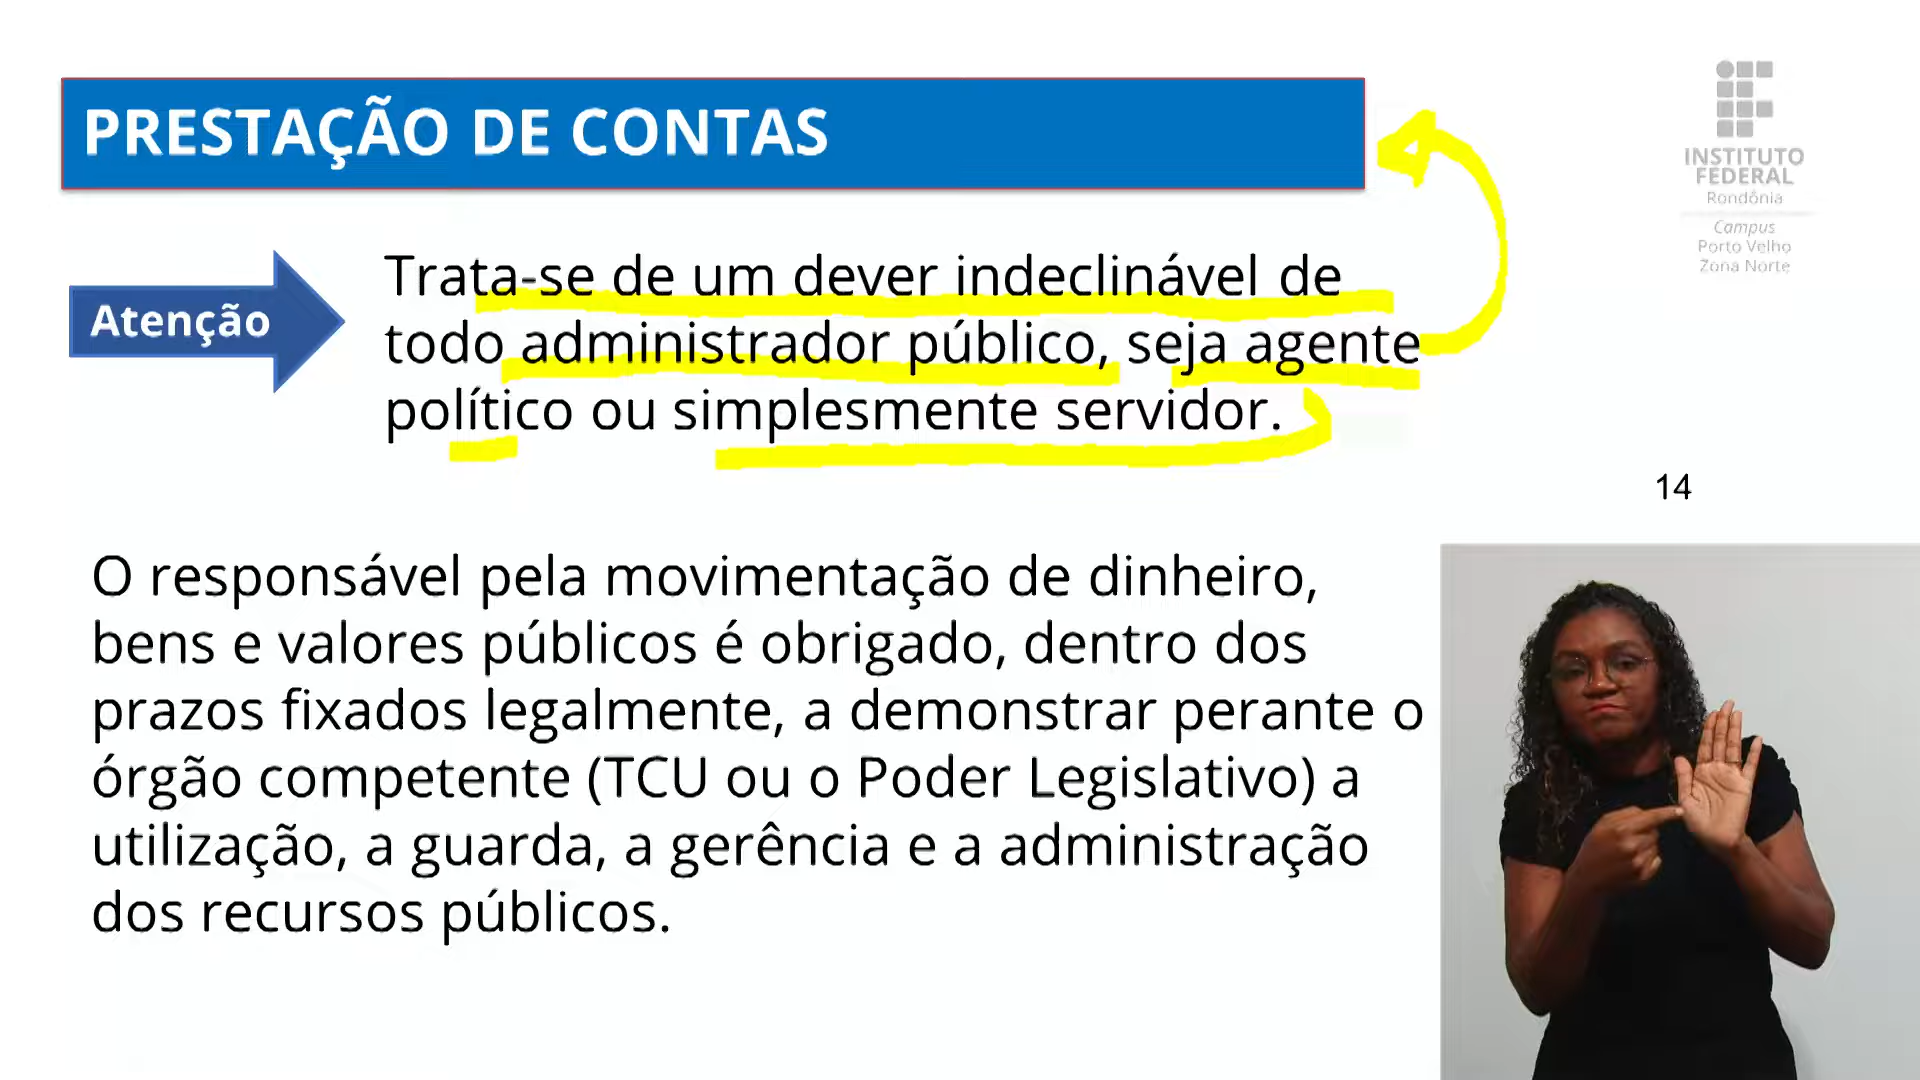 PRESTAÇÃO DE CONTAS
INSTITUTO
FEDERAL
Rondônia
Campus
Porto Velho
Zona Norte
Atenção
Trata-se de um dever indeclinável de
todo administrador público, seja agente
político ou simplesmente servidor.
14
O responsável pela movimentação de dinheiro,
bens e valores públicos é obrigado, dentro dos
prazos fixados legalmente, a demonstrar perante o
órgão competente (TCU ou o Poder Legislativo) a
utilização, a guarda, a gerência e a administração
dos recursos públicos.